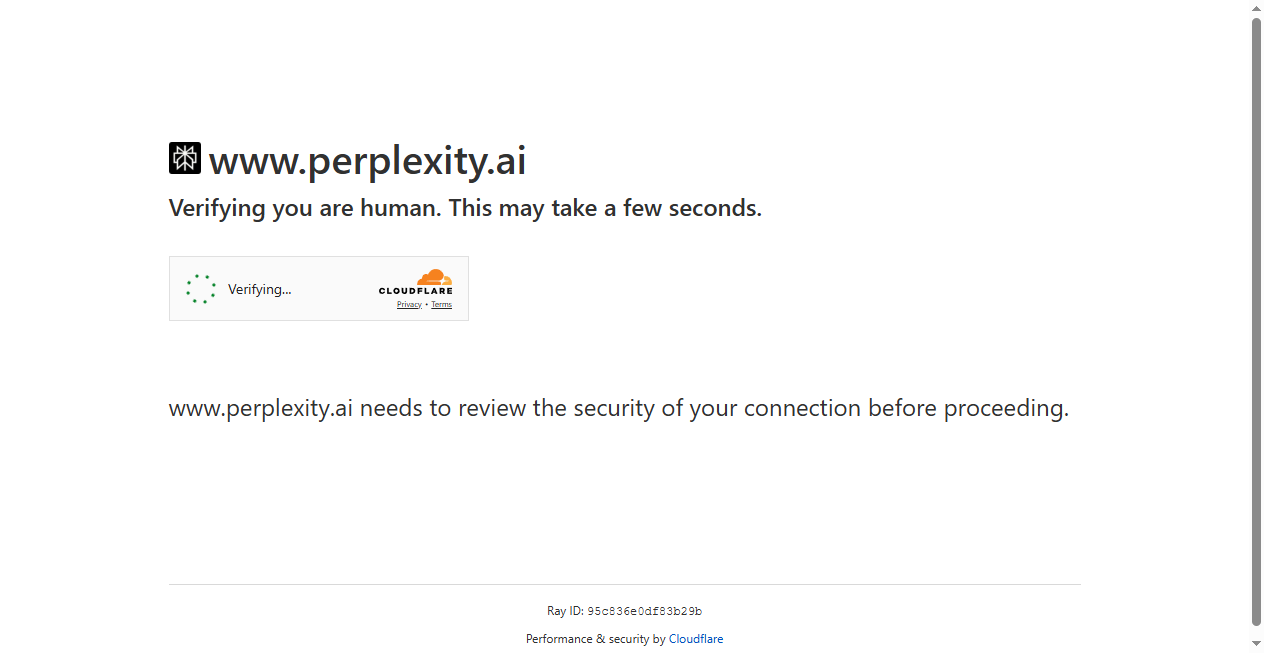 www.perplexity.ai
Verifying you are human. This may take a few seconds.
Verifying...
CLOUDFLARE
Privacy • Terms
www.perplexity.ai needs to review the security of your connection before proceeding.
Ray ID: 95c836e0df83b29b
Performance & security by Cloudflare